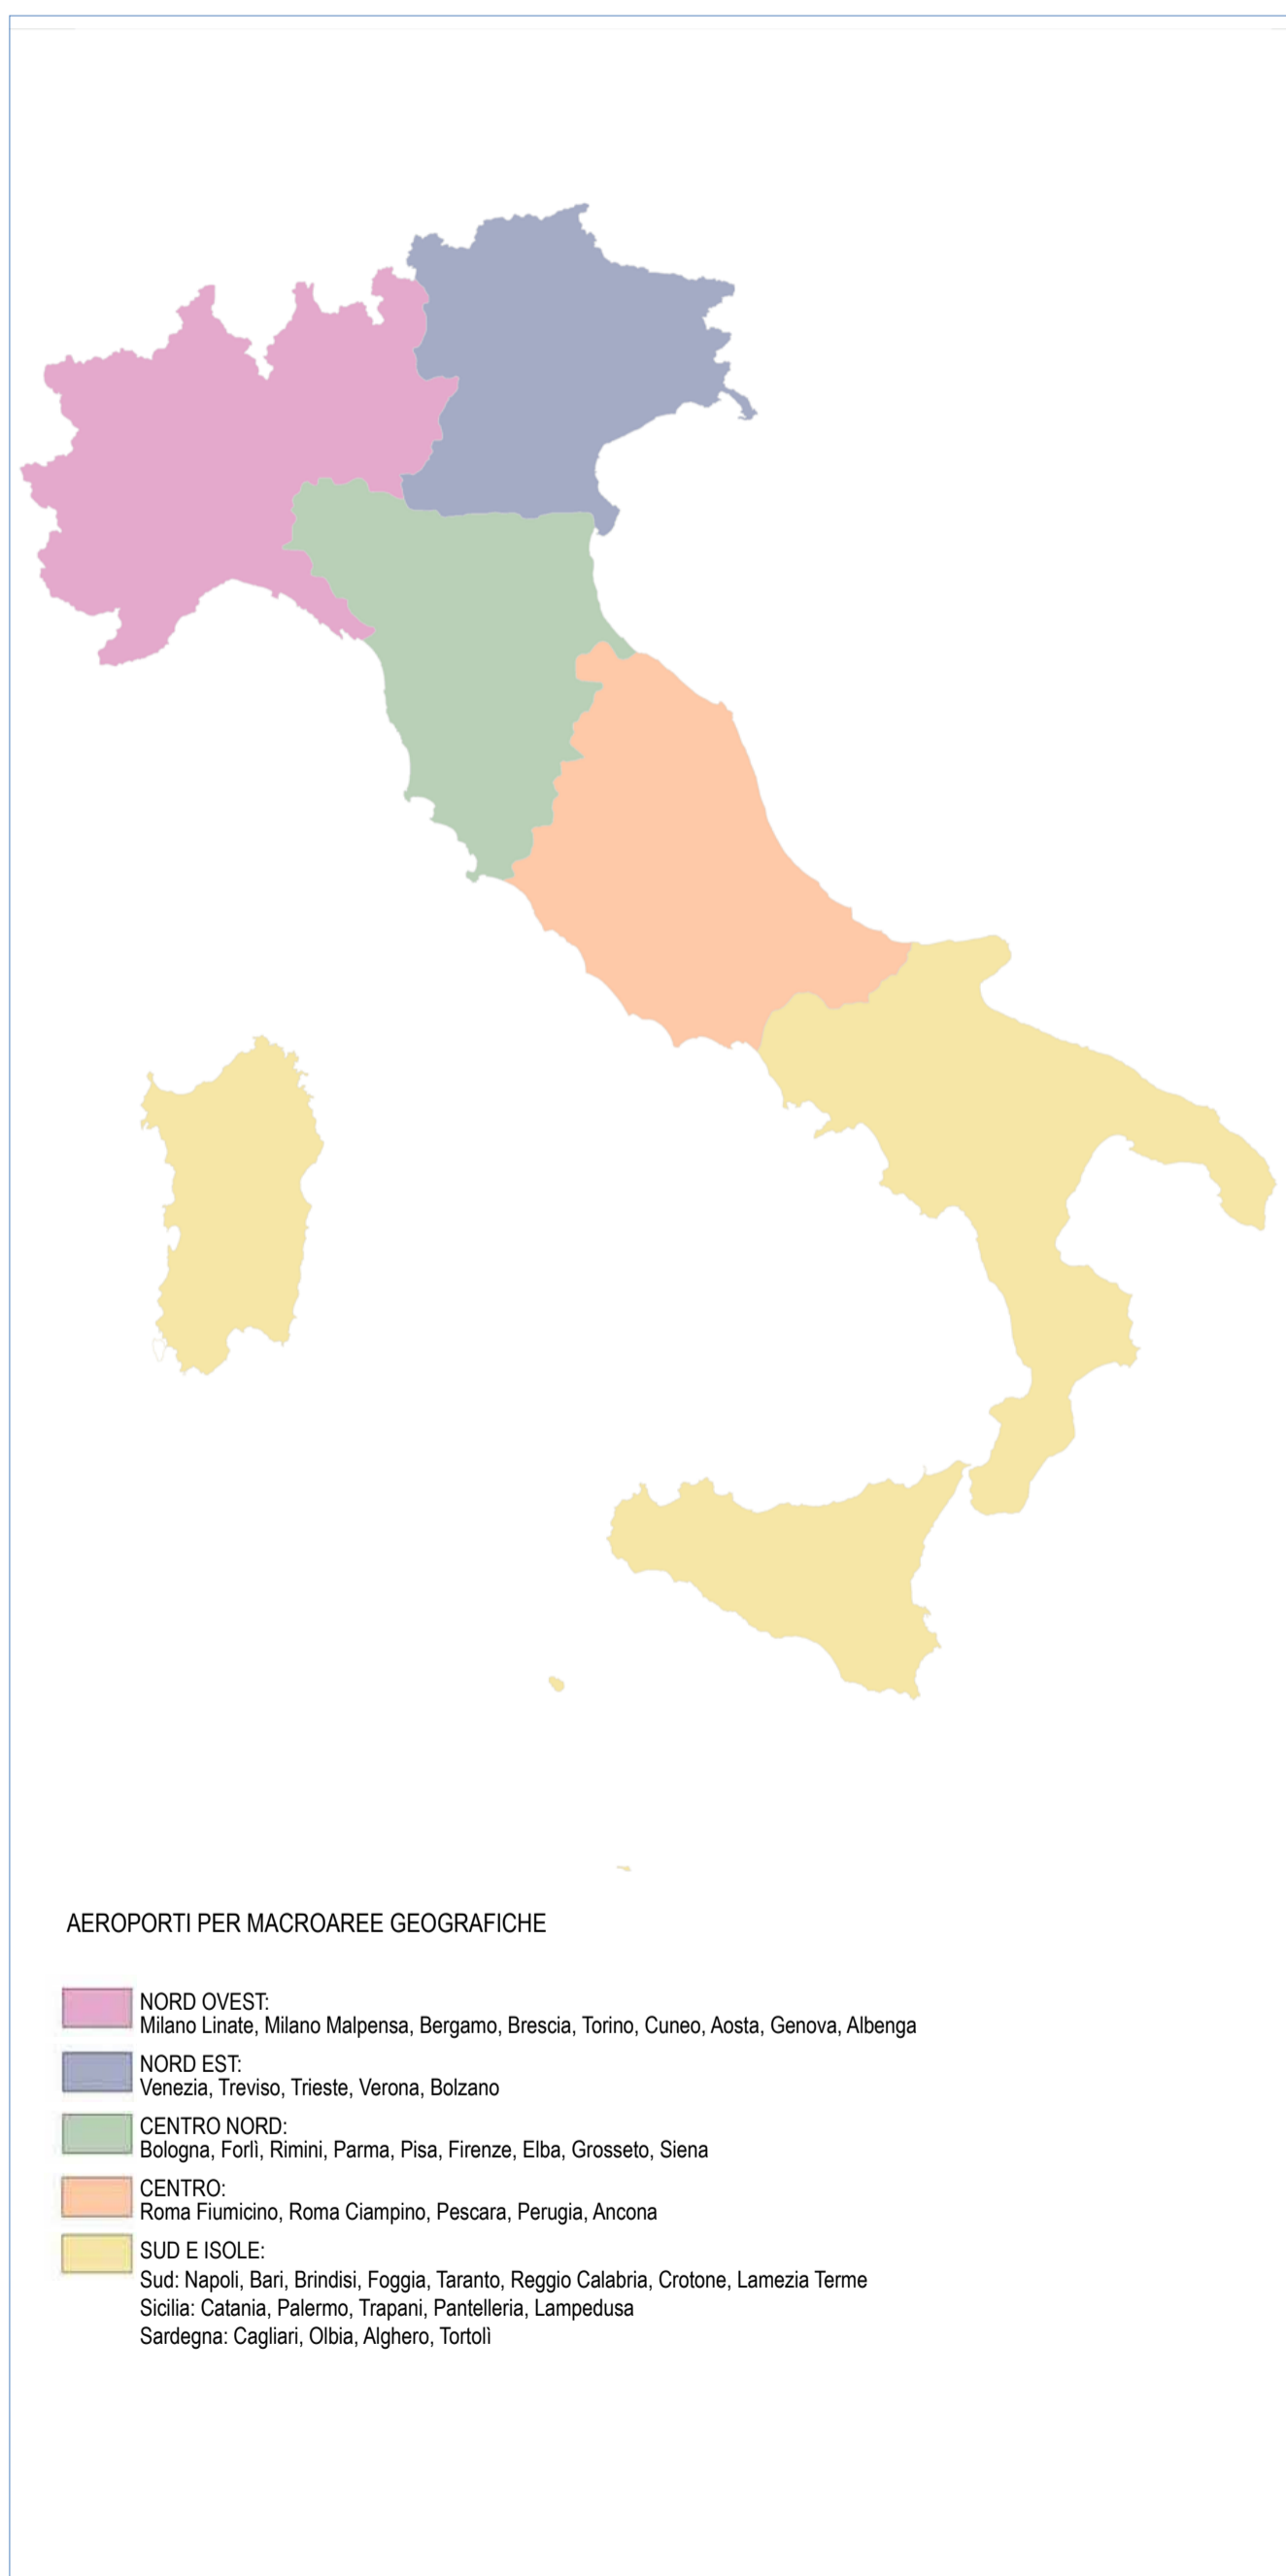 AEROPORTI PER MACROAREE GEOGRAFICHE
NORD OVEST:
Milano Linate, Milano Malpensa, Bergamo, Brescia, Torino, Cuneo, Aosta, Genova, Albenga
NORD EST:
Venezia, Treviso, Trieste, Verona, Bolzano
CENTRO NORD:
Bologna, Forlì, Rimini, Parma, Pisa, Firenze, Elba, Grosseto, Siena
CENTRO:
Roma Fiumicino, Roma Ciampino, Pescara, Perugia, Ancona
SUD E ISOLE:
Sud: Napoli, Bari, Brindisi, Foggia, Taranto, Reggio Calabria, Crotone, Lamezia Terme
Sicilia: Catania, Palermo, Trapani, Pantelleria, Lampedusa
Sardegna: Cagliari, Olbia, Alghero, Tortolì